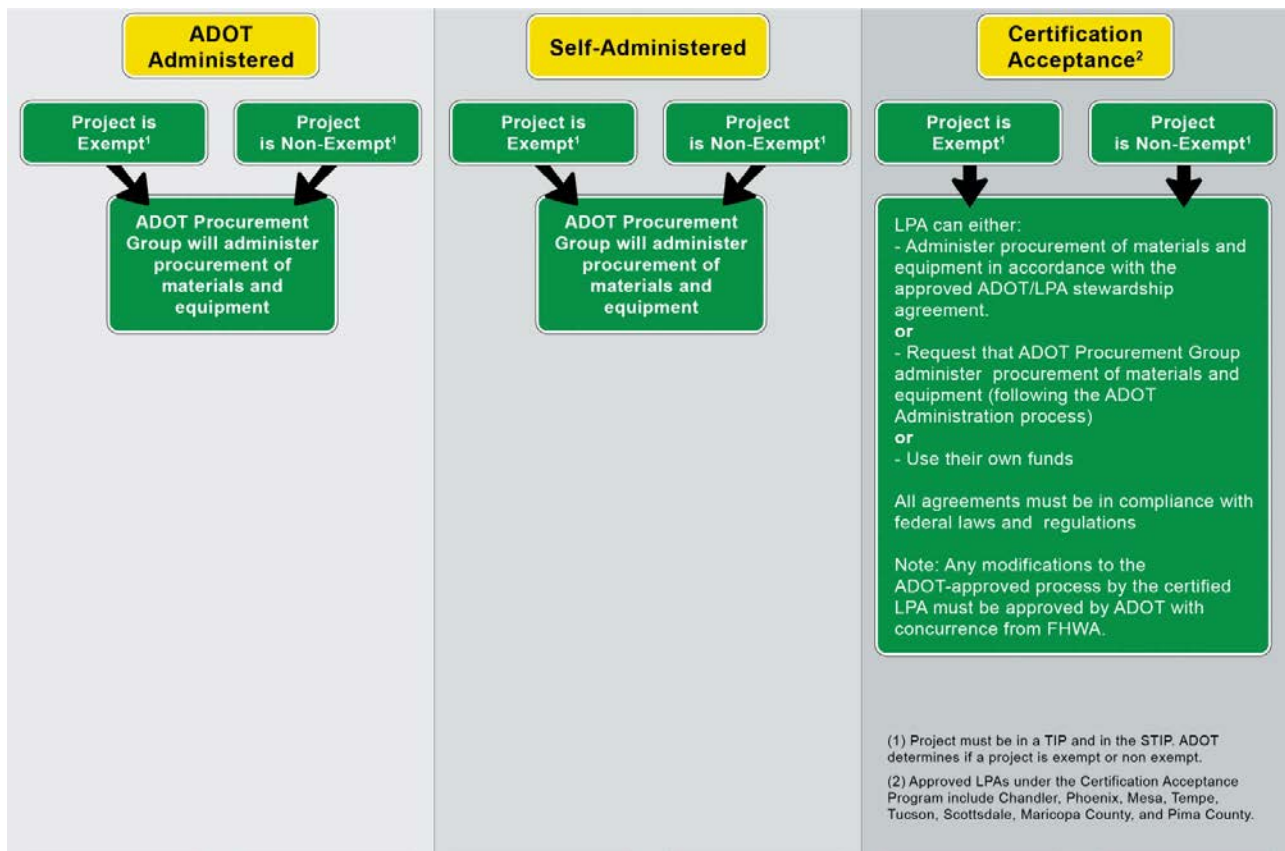 ADOT
Administered
Project is
Exempt¹
Project
is Non-Exempt¹
ADOT Procurement
Group will administer
procurement of
materials and
equipment
Self-Administered
Project is
Exempt¹
Project
is Non-Exempt¹
ADOT Procurement
Group will administer
procurement of
materials and
equipment
Certification
Acceptance²
Project is
Exempt¹
Project
is Non-Exempt¹
LPA can either:
- Administer procurement of materials and
equipment in accordance with the
approved ADOT/LPA stewardship
agreement.
or
- Request that ADOT Procurement Group
administer procurement of materials and
equipment (following the ADOT
Administration process)
or
- Use their own funds
All agreements must be in compliance with
federal laws and regulations
Note: Any modifications to the
ADOT-approved process by the certified
LPA must be approved by ADOT with
concurrence from FHWA.
(1) Project must be in a TIP and in the STIP. ADOT
determines if a project is exempt or non exempt.
(2) Approved LPAs under the Certification Acceptance
Program include Chandler, Phoenix, Mesa, Tempe,
Tucson, Scottsdale, Maricopa County, and Pima County.